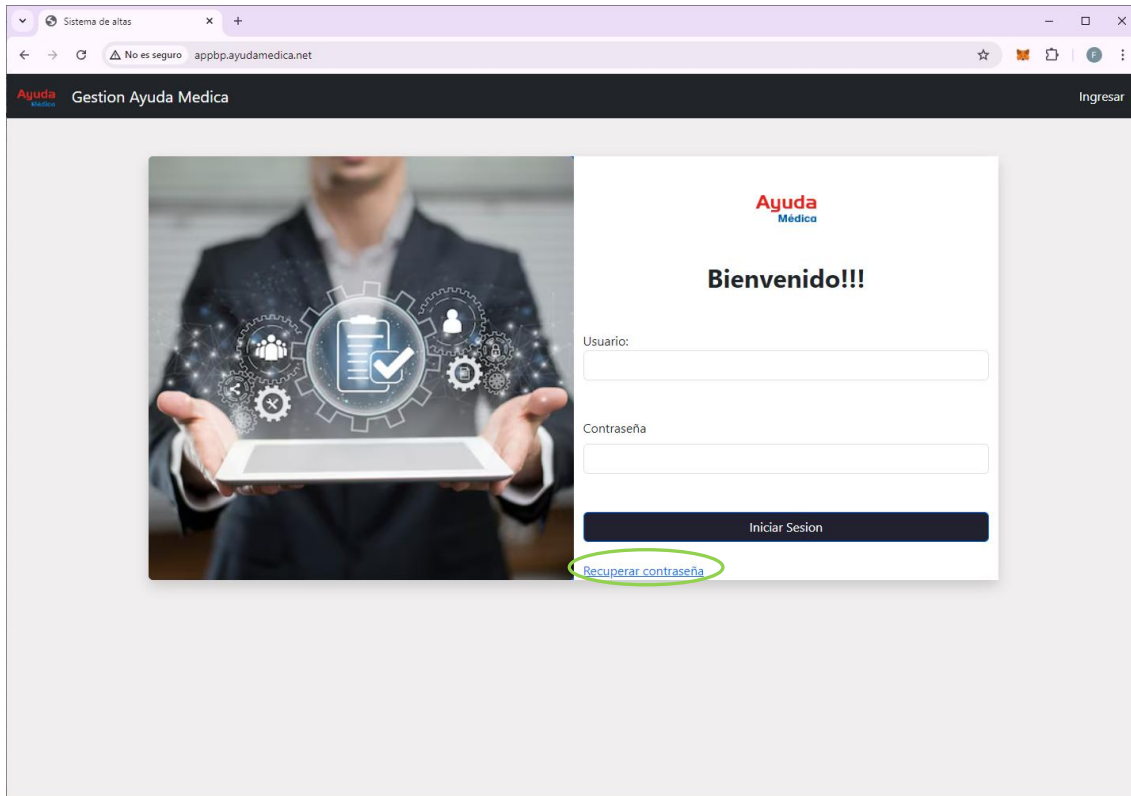 Sistema de altas
No es seguro appbp.ayudamedica.net
F
Ayuda
Médica
Gestion Ayuda Medica
Ingresar
Ayuda
Médica
Bienvenido!!!
Usuario:
Contraseña
Iniciar Sesion
Recuperar contraseña